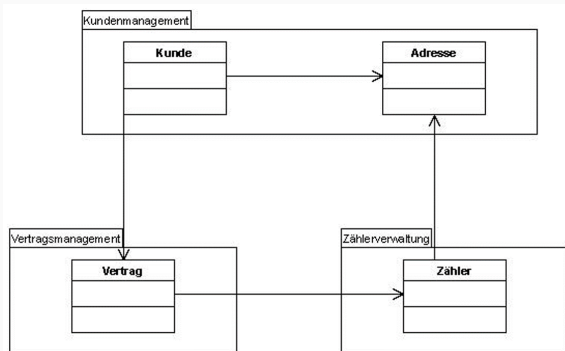 Kundenmanagement
Kunde
Adresse
Vertragsmanagement
Zählerverwaltung
Vertrag
Zähler